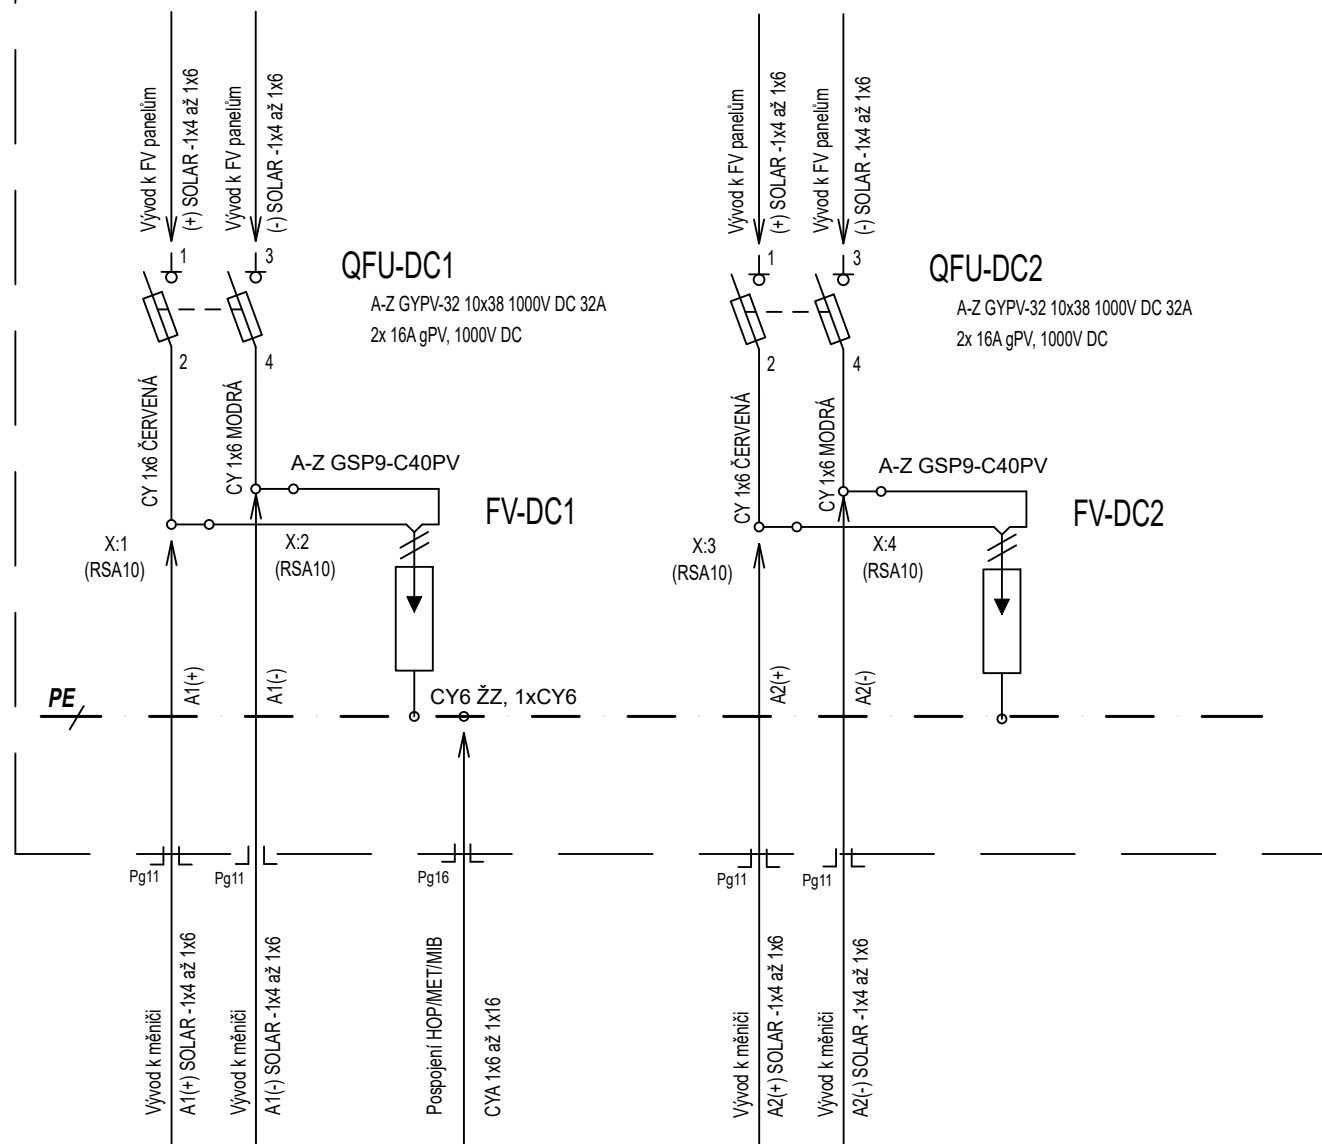 Vývod k FV panelům
(+) SOLAR -1x4 až 1x6
Vývod k FV panelům
(-) SOLAR -1x4 až 1x6
Vývod k FV panelům
(+) SOLAR -1x4 až 1x6
Vývod k FV panelům
(-) SOLAR -1x4 až 1x6
1
3
QFU-DC1
A-Z GYPV-32 10x38 1000V DC 32A
2x 16A gPV, 1000V DC
2
4
1
3
QFU-DC2
A-Z GYPV-32 10x38 1000V DC 32A
2x 16A gPV, 1000V DC
2
4
CY 1x6 ČERVENÁ
CY 1x6 MODRÁ
A-Z GSP9-C40PV
FV-DC1
X:1
(RSA10)
X:2
(RSA10)
CY 1x6 ČERVENÁ
CY 1x6 MODRÁ
A-Z GSP9-C40PV
FV-DC2
X:3
(RSA10)
X:4
(RSA10)
A1(+)
A1(-)
A2(+)
A2(-)
PE
CY6 ŽZ, 1xCY6
Pg11
Pg11
Pg16
Pg11
Pg11
Vývod k měniči
A1(+) SOLAR -1x4 až 1x6
Vývod k měniči
A1(-) SOLAR -1x4 až 1x6
Pospojení HOP/MET/MIB
CYA 1x6 až 1x16
Vývod k měniči
A2(+) SOLAR -1x4 až 1x6
Vývod k měniči
A2(-) SOLAR -1x4 až 1x6